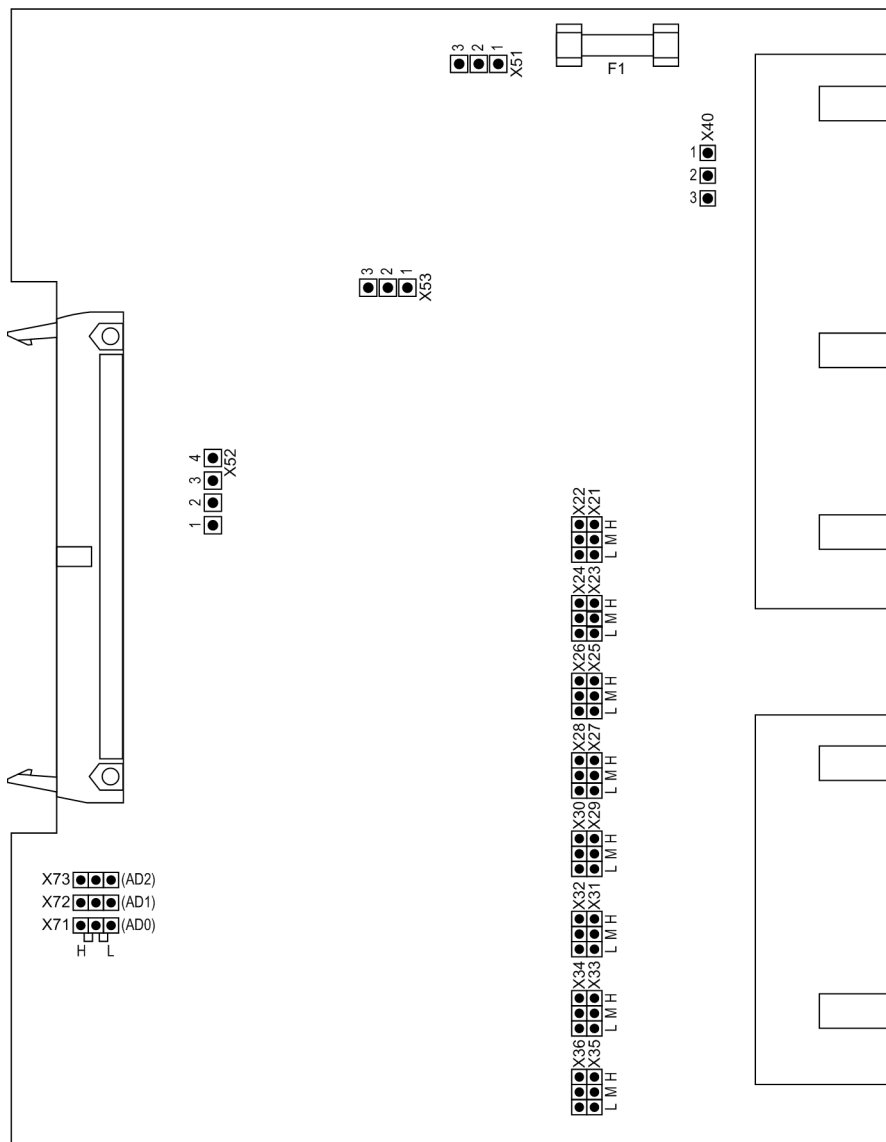 3 2 1 X51
F1
X40
1
2
3
3 2 1 X53
4 X52
3
2
1
X22 X21
H
M
L
X24 X23
H
M
L
X26 X25
H
M
L
X28 X27
H
M
L
X30 X29
H
M
L
X32 X31
H
M
L
X34 X33
H
M
L
X36 X35
H
M
L
X73 (AD2)
X72 (AD1)
X71 (AD0)
H L